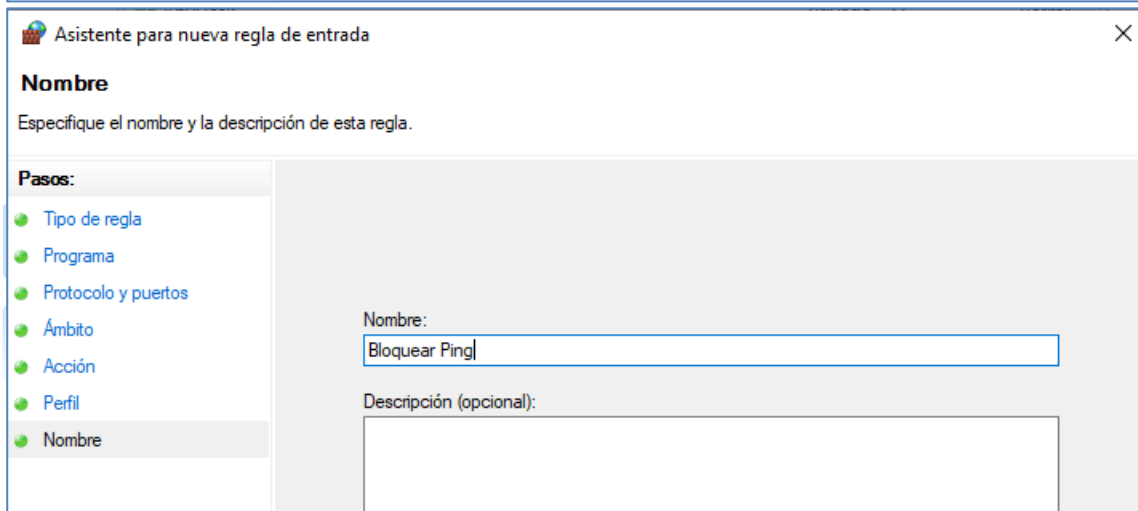 Asistente para nueva regla de entrada
Nombre
Especifique el nombre y la descripción de esta regla.
Pasos:
Tipo de regla
Programa
Protocolo y puertos
Ámbito
Acción
Perfil
Nombre
Nombre:
Bloquear Ping
Descripción (opcional):